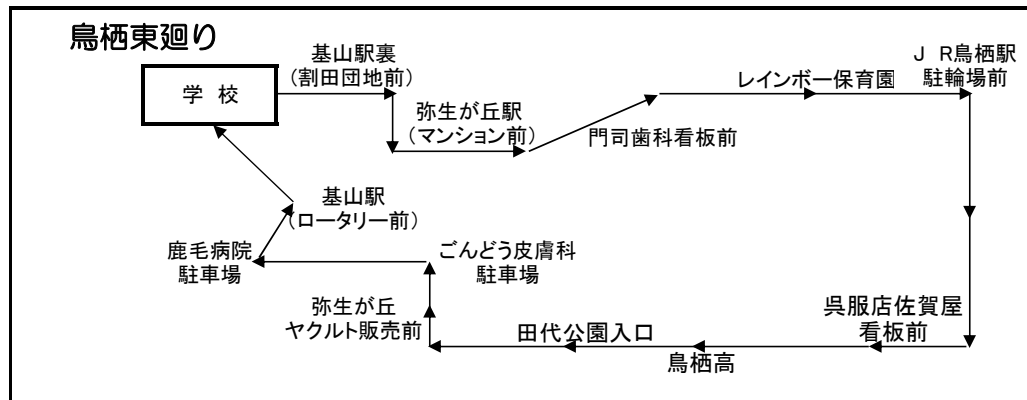 鳥栖東廻り
学 校
基山駅裏
(割田団地前)
弥生が丘駅
(マンション前)
門司歯科看板前
レインボー保育園
J R鳥栖駅
駐輪場前
呉服店佐賀屋
看板前
鳥栖高
田代公園入口
弥生が丘
ヤクルト販売前
ごんどう皮膚科
駐車場
鹿毛病院
駐車場
基山駅
(ロータリー前)